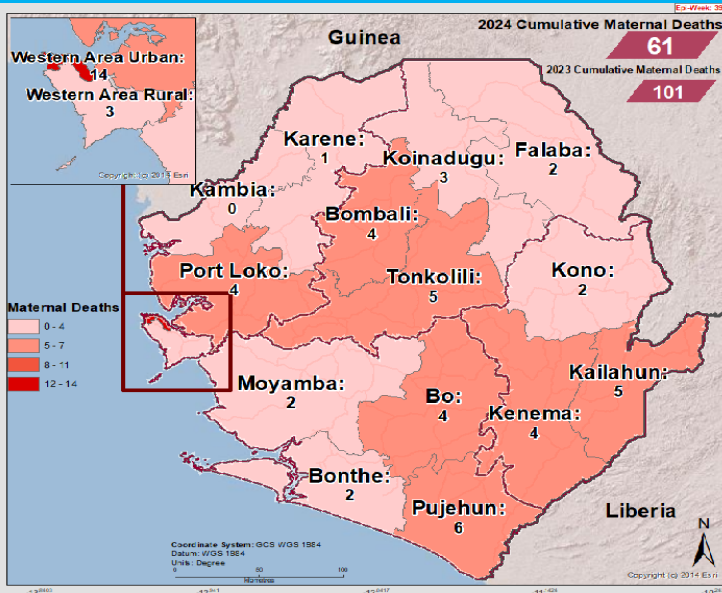 Epi-Week: 39
2024 Cumulative Maternal Deaths
61
2023 Cumulative Maternal Deaths
101
Guinea
Western Area Urban:
14
Western Area Rural:
3
Copyright (c) 2014 Esri
Karene:
1
Koinadugu:
3
Falaba:
2
Kambia:
0
Bombali:
4
Port Loko:
4
Tonkolili:
5
Kono:
2
Maternal Deaths
0 - 4
5 - 7
8 - 11
12 - 14
Moyamba:
2
Bo:
4
Kenema:
4
Kailahun:
5
Bonthe:
2
Pujehun:
6
Liberia
N
Coordinate System: GCS WGS 1984
Datum: WGS 1984
Units: Degree
0 50 100
Kilometres
Copyright (c) 2014 Esri